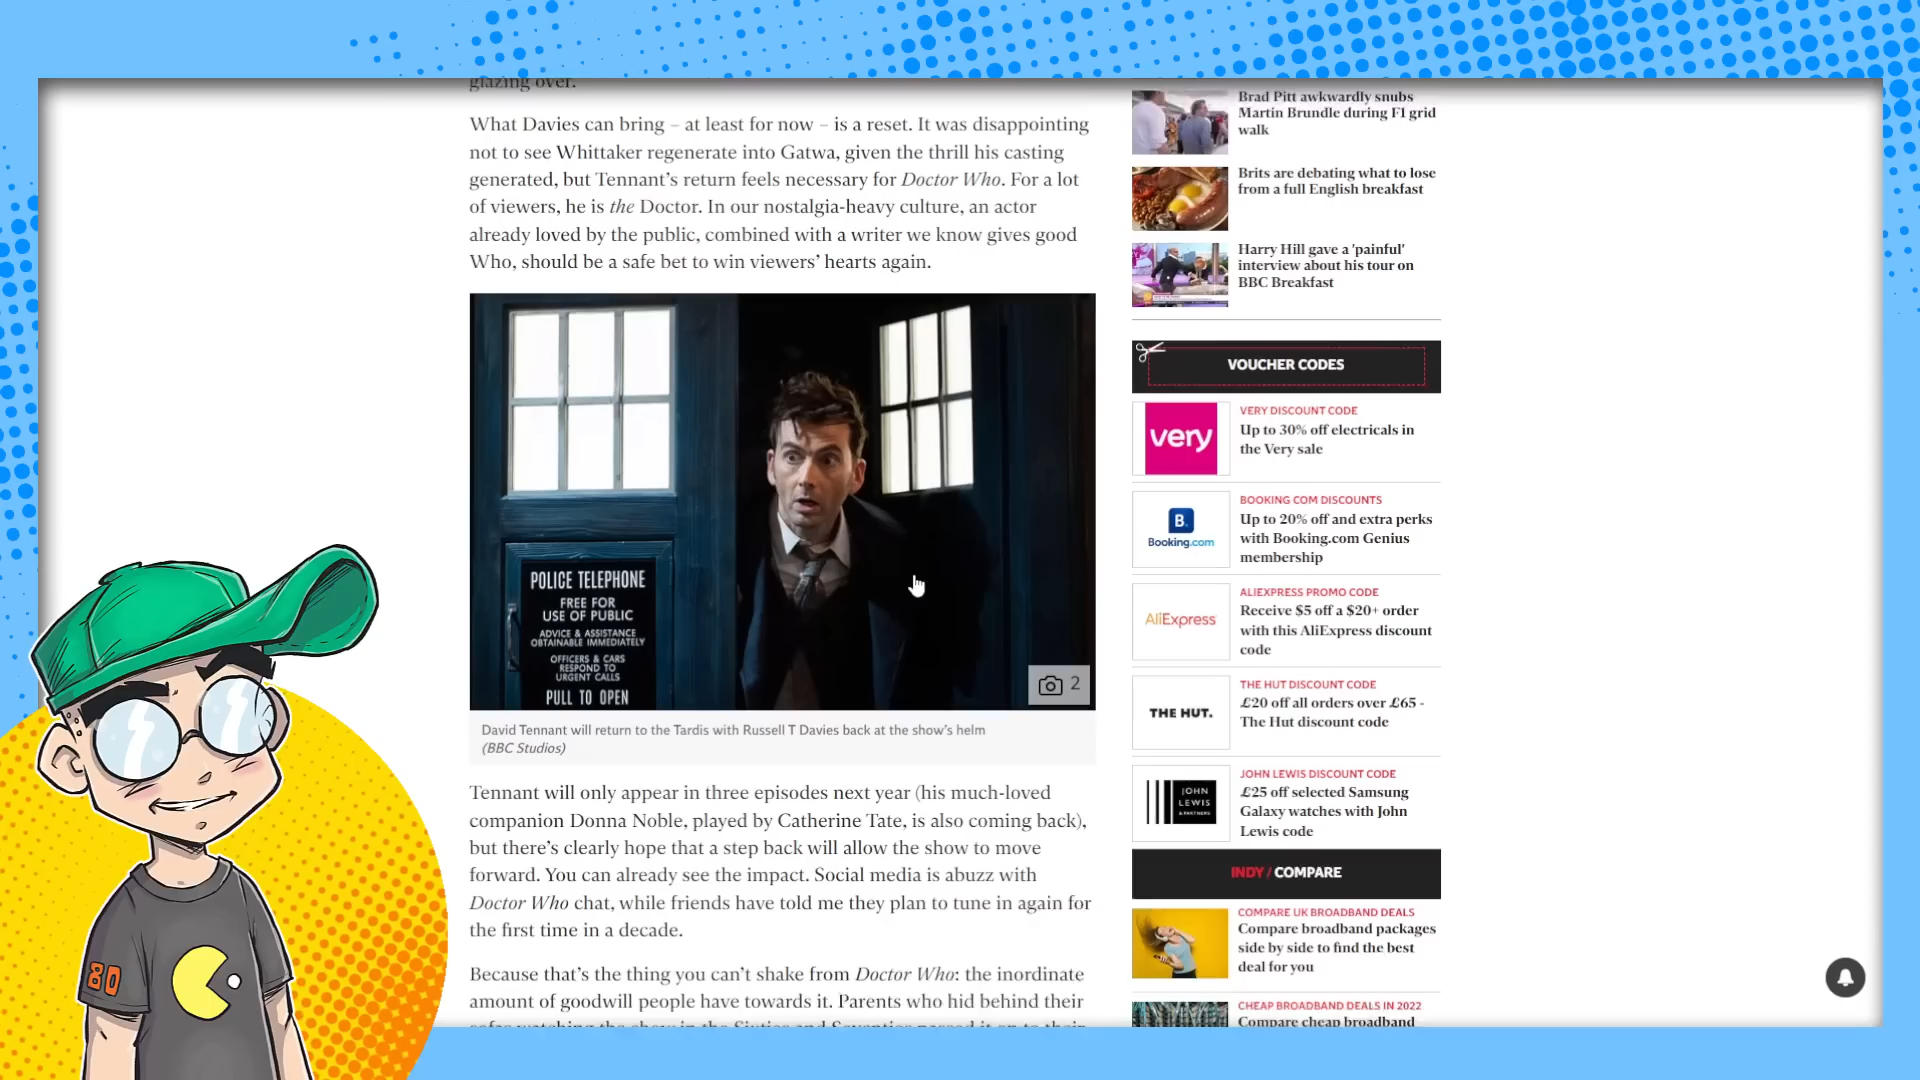 glazing over.
What Davies can bring – at least for now – is a reset. It was disappointing
not to see Whittaker regenerate into Gatwa, given the thrill his casting
generated, but Tennant's return feels necessary for Doctor Who. For a lot
of viewers, he is the Doctor. In our nostalgia-heavy culture, an actor
already loved by the public, combined with a writer we know gives good
Who, should be a safe bet to win viewers' hearts again.
POLICE TELEPHONE
FREE FOR
USE OF PUBLIC
ADVICE & ASSISTANCE
OBTAINABLE IMMEDIATELY
OFFICERS & CARS
RESPOND TO
URGENT CALLS
PULL TO OPEN
2
David Tennant will return to the Tardis with Russell T Davies back at the show's helm
(BBC Studios)
Tennant will only appear in three episodes next year (his much-loved
companion Donna Noble, played by Catherine Tate, is also coming back),
but there's clearly hope that a step back will allow the show to move
forward. You can already see the impact. Social media is abuzz with
Doctor Who chat, while friends have told me they plan to tune in again for
the first time in a decade.
Because that's the thing you can't shake from Doctor Who: the inordinate
amount of goodwill people have towards it. Parents who hid behind their
sofas watching the show in the Sixties and Seventies passed it on to their
Brad Pitt awkwardly snubs
Martin Brundle during F1 grid
walk
Brits are debating what to lose
from a full English breakfast
Harry Hill gave a 'painful'
interview about his tour on
BBC Breakfast
VOUCHER CODES
very
VERY DISCOUNT CODE
Up to 30% off electricals in
the Very sale
B.
Booking.com
BOOKING COM DISCOUNTS
Up to 20% off and extra perks
with Booking.com Genius
membership
AliExpress
ALIEXPRESS PROMO CODE
Receive $5 off a $20+ order
with this AliExpress discount
code
THE HUT.
THE HUT DISCOUNT CODE
£20 off all orders over £65 -
The Hut discount code
JOHN
LEWIS
& PARTNERS
JOHN LEWIS DISCOUNT CODE
£25 off selected Samsung
Galaxy watches with John
Lewis code
INDY / COMPARE
COMPARE UK BROADBAND DEALS
Compare broadband packages
side by side to find the best
deal for you
CHEAP BROADBAND DEALS IN 2022
Compare cheap broadband
80